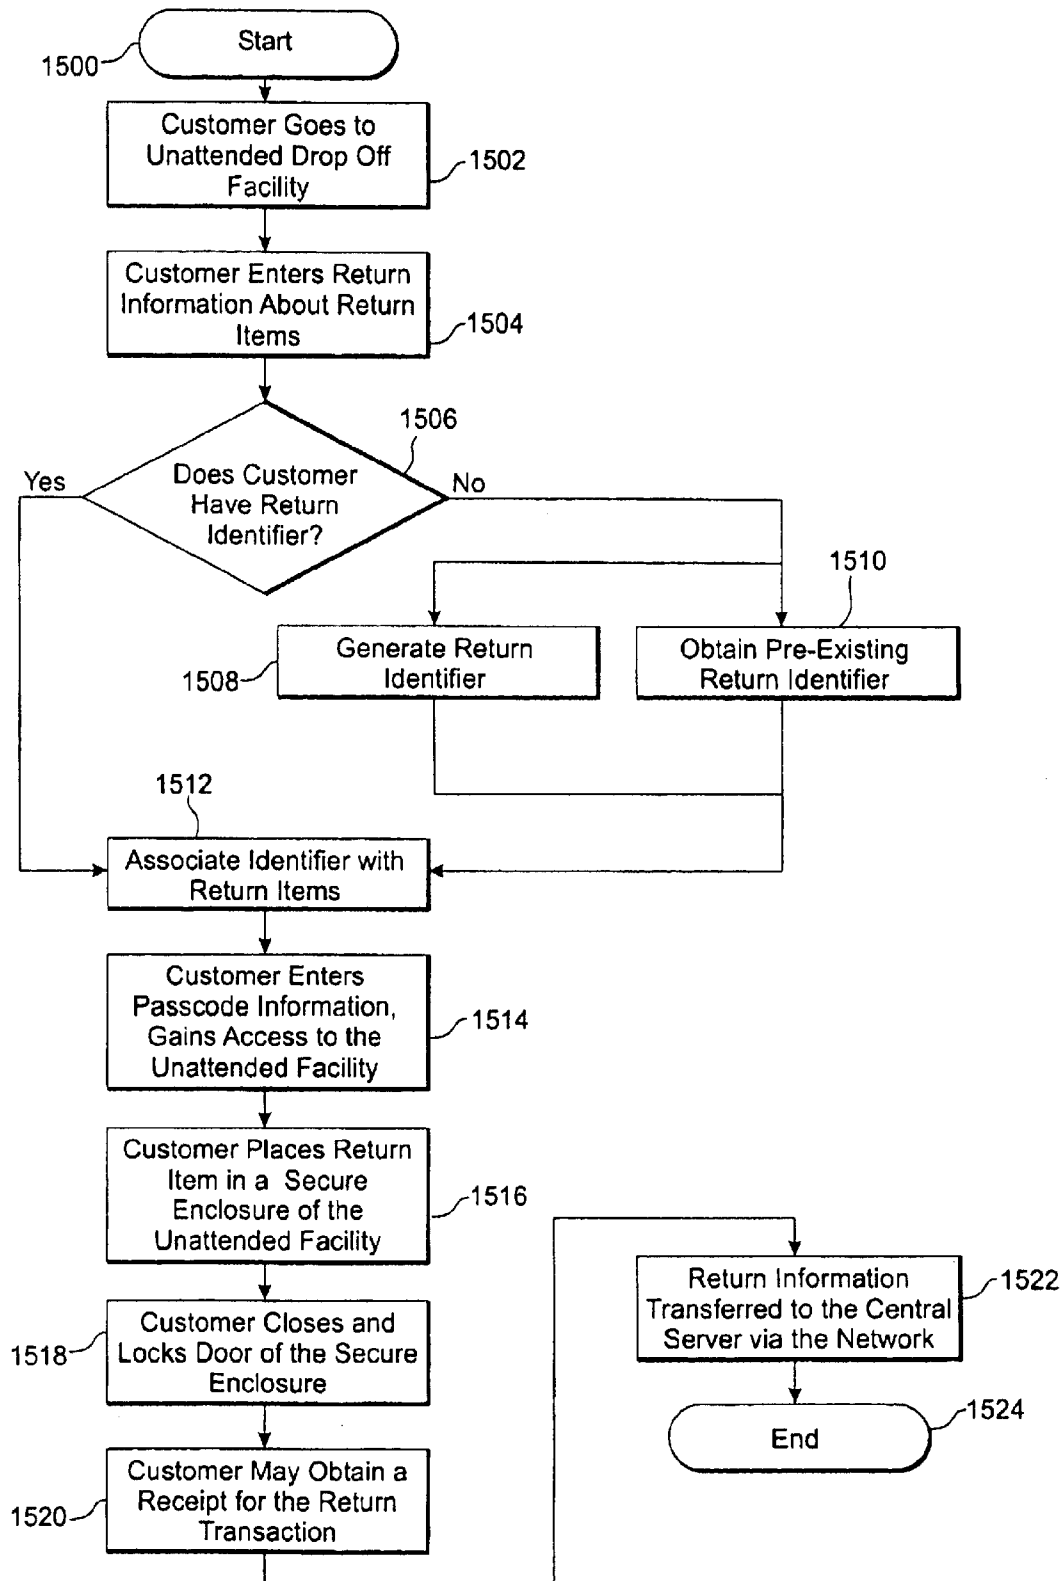 Start
1500
Customer Goes to
Unattended Drop Off
Facility
1502
Customer Enters Return
Information About Return
Items
1504
1506
Does Customer
Have Return
Identifier?
Yes
No
Generate Return
Identifier
1508
1510
Obtain Pre-Existing
Return Identifier
1512
Associate Identifier with
Return Items
Customer Enters
Passcode Information,
Gains Access to the
Unattended Facility
1514
Customer Places Return
Item in a Secure
Enclosure of the
Unattended Facility
1516
Customer Closes and
Locks Door of the Secure
Enclosure
1518
Customer May Obtain a
Receipt for the Return
Transaction
1520
Return Information
Transferred to the Central
Server via the Network
1522
End
1524